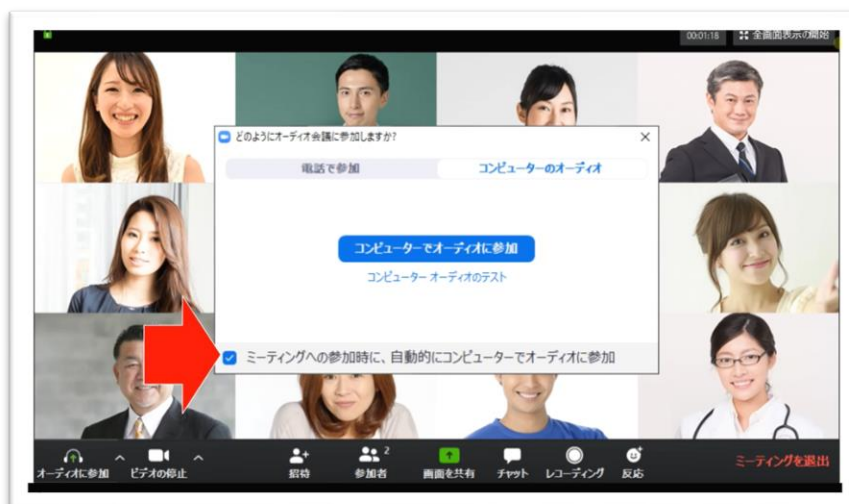 00:01:18 全画面表示の開始
どのようにオーディオ会議に参加しますか?
電話で参加 コンピューターのオーディオ
コンピューターでオーディオに参加
コンピューター オーディオのテスト
ミーティングへの参加時に、自動的にコンピューターでオーディオに参加
2
オーディオに参加 ビデオの停止 招待 参加者 画面を共有 チャット レコーディング 反応 ミーティングを退出